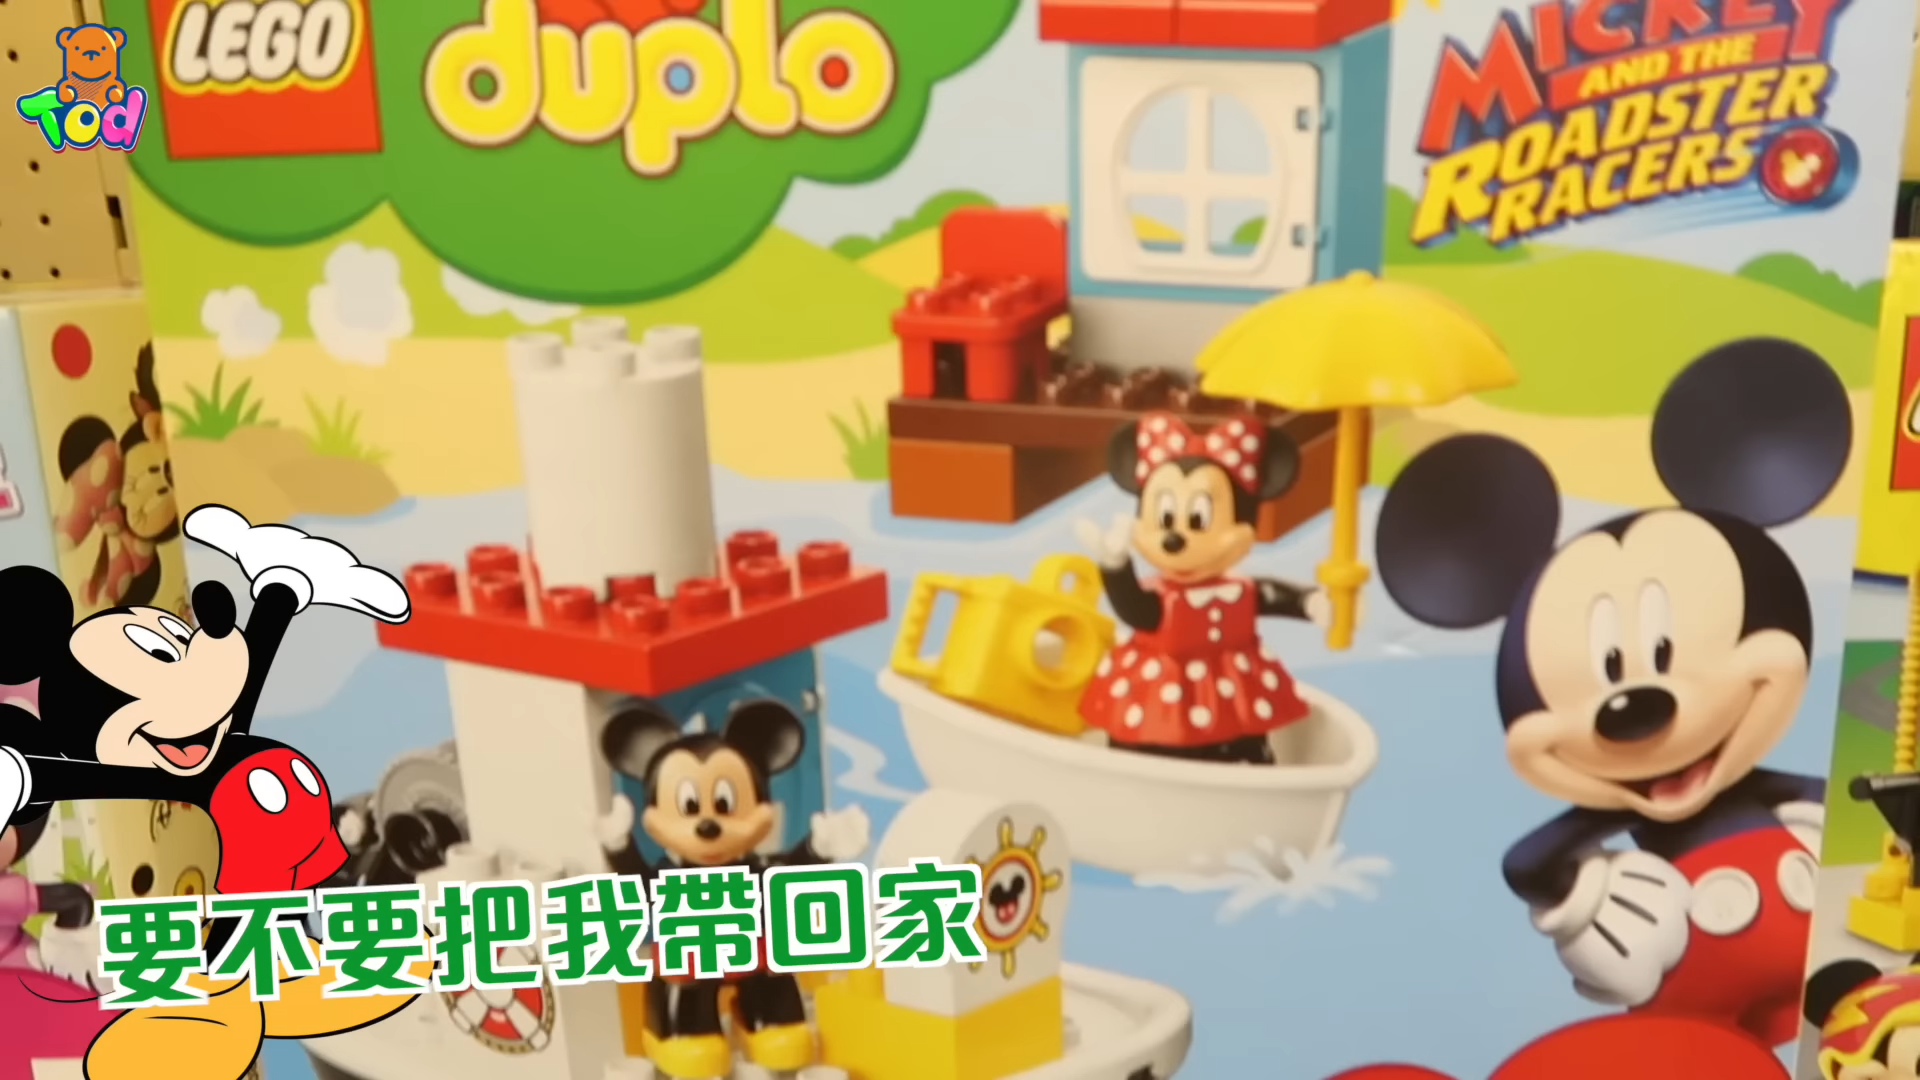 LEGO
duplo
Tod
MICKEY
AND THE
ROADSTER
RACERS
要不要把我帶回家